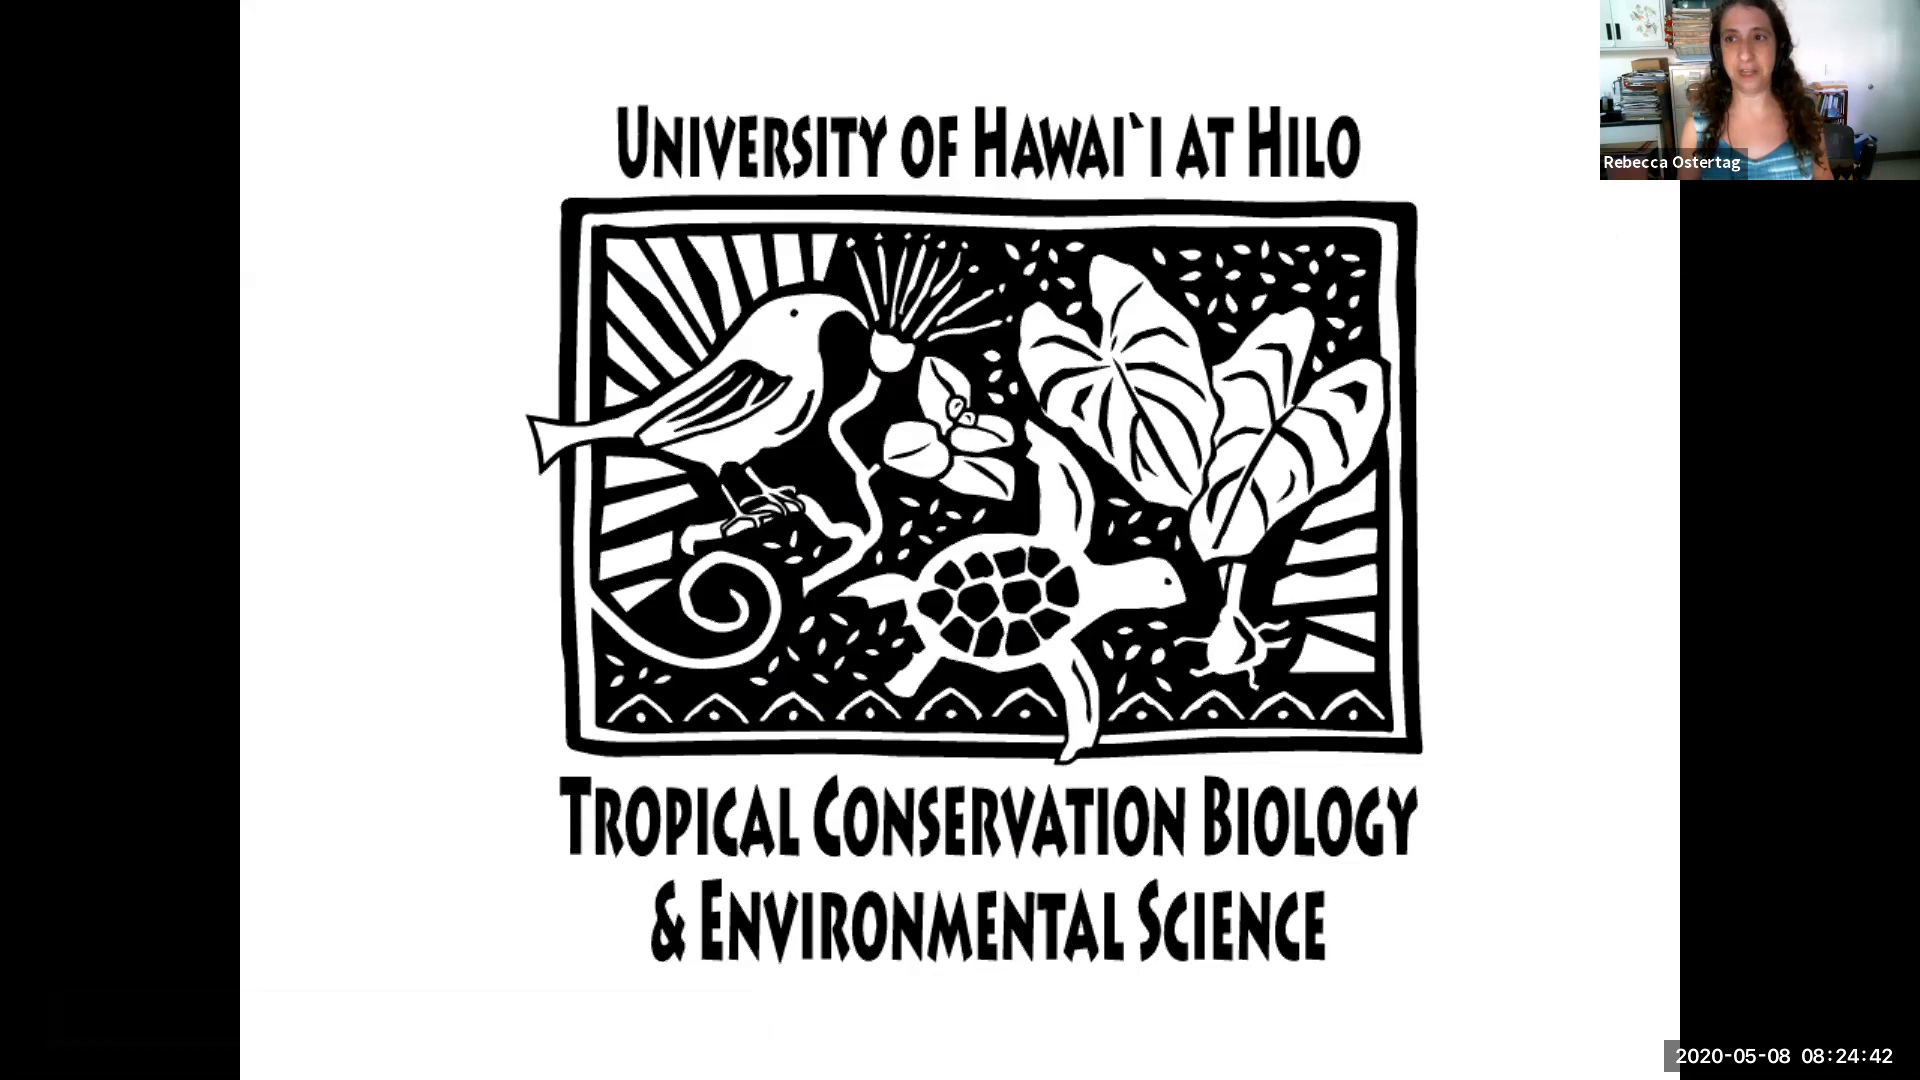 UNIVERSITY OF HAWAI`I AT HILO
Rebecca Ostertag
TROPICAL CONSERVATION BIOLOGY
& ENVIRONMENTAL SCIENCE
2020-05-08 08:24:42